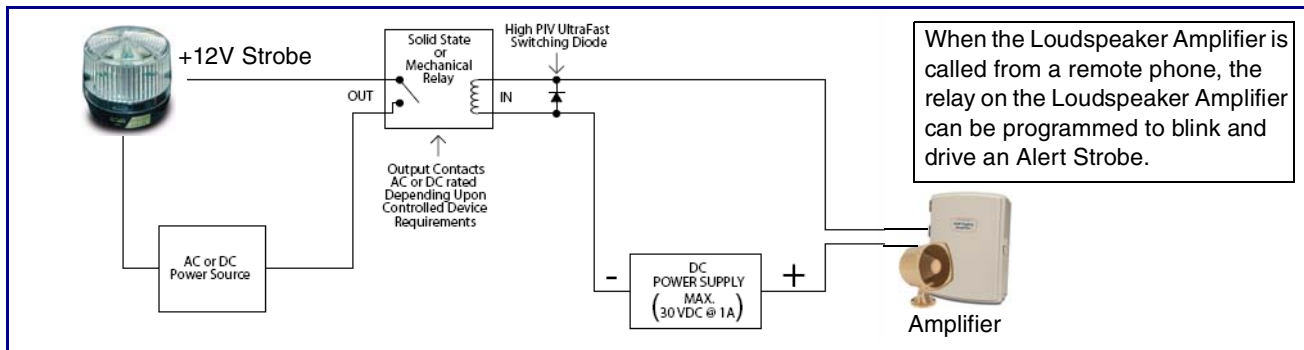 +12V Strobe
Solid State
or
Mechanical
Relay
OUT
IN
High PIV UltraFast
Switching Diode
Output Contacts
AC or DC rated
Depending Upon
Controlled Device
Requirements
AC or DC
Power Source
-
DC
POWER SUPPLY
MAX.
(30 VDC @ 1A)
+
When the Loudspeaker Amplifier is
called from a remote phone, the
relay on the Loudspeaker Amplifier
can be programmed to blink and
drive an Alert Strobe.
Amplifier